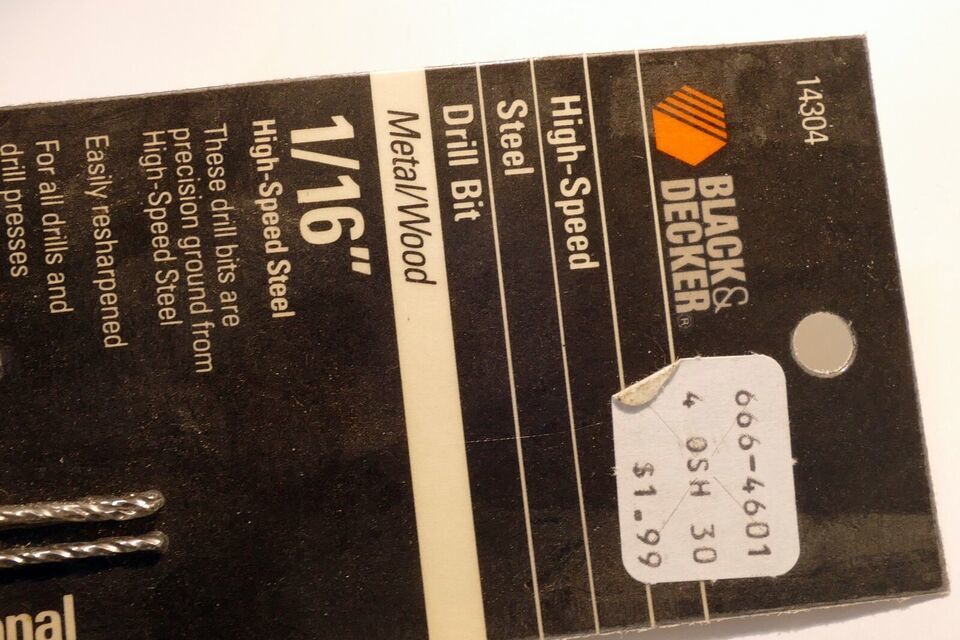 14304
BLACK &
DECKER®
High-Speed
Steel
Drill Bit
Metal/Wood
1/16"
High-Speed Steel
These drill bits are
precision ground from
High-Speed Steel
Easily resharpened
For all drills and
drill presses
666-4601
4 OSH 30
$1.99